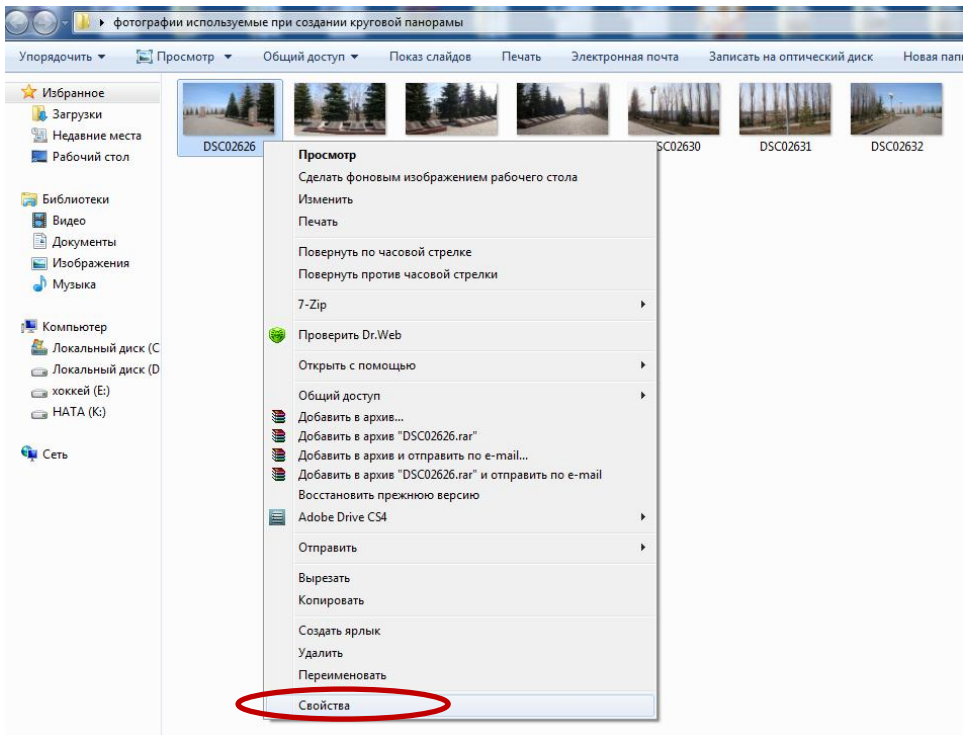 фотографии используемые при создании круговой панорамы
Упорядочить Просмотр Общий доступ Показ слайдов Печать Электронная почта Записать на оптический диск Новая пап
Избранное
Загрузки
Недавние места
Рабочий стол
Библиотеки
Видео
Документы
Изображения
Музыка
Компьютер
Локальный диск (C
Локальный диск (D
хоккей (E:)
НАТА (K:)
Сеть
DSC02626 SC02630 DSC02631 DSC02632
Просмотр
Сделать фоновым изображением рабочего стола
Изменить
Печать
Повернуть по часовой стрелке
Повернуть против часовой стрелки
7-Zip
Проверить Dr.Web
Открыть с помощью
Общий доступ
Добавить в архив...
Добавить в архив "DSC02626.rar"
Добавить в архив и отправить по e-mail...
Добавить в архив "DSC02626.rar" и отправить по e-mail
Восстановить прежнюю версию
Adobe Drive CS4
Отправить
Вырезать
Копировать
Создать ярлык
Удалить
Переименовать
Свойства